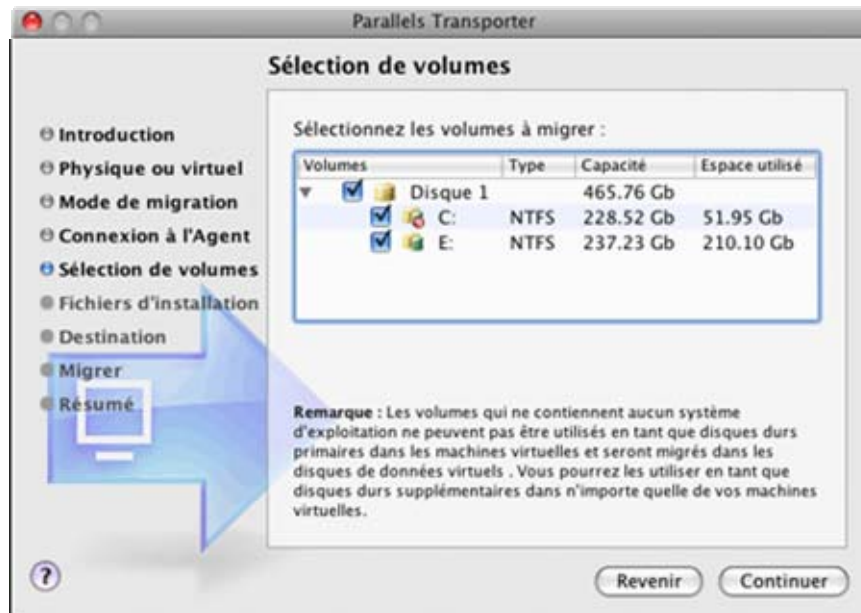 Parallels Transporter
Sélection de volumes
Introduction
Physique ou virtuel
Mode de migration
Connexion à l'Agent
Sélection de volumes
Fichiers d'installation
Destination
Migrer
Résumé
Sélectionnez les volumes à migrer :
Volumes Type Capacité Espace utilisé
Disque 1 465.76 Gb
C: NTFS 228.52 Gb 51.95 Gb
E: NTFS 237.23 Gb 210.10 Gb
Remarque : Les volumes qui ne contiennent aucun système
d'exploitation ne peuvent pas être utilisés en tant que disques durs
primaires dans les machines virtuelles et seront migrés dans les
disques de données virtuels . Vous pourrez les utiliser en tant que
disques durs supplémentaires dans n'importe quelle de vos machines
virtuelles.
?
Revenir
Continuer